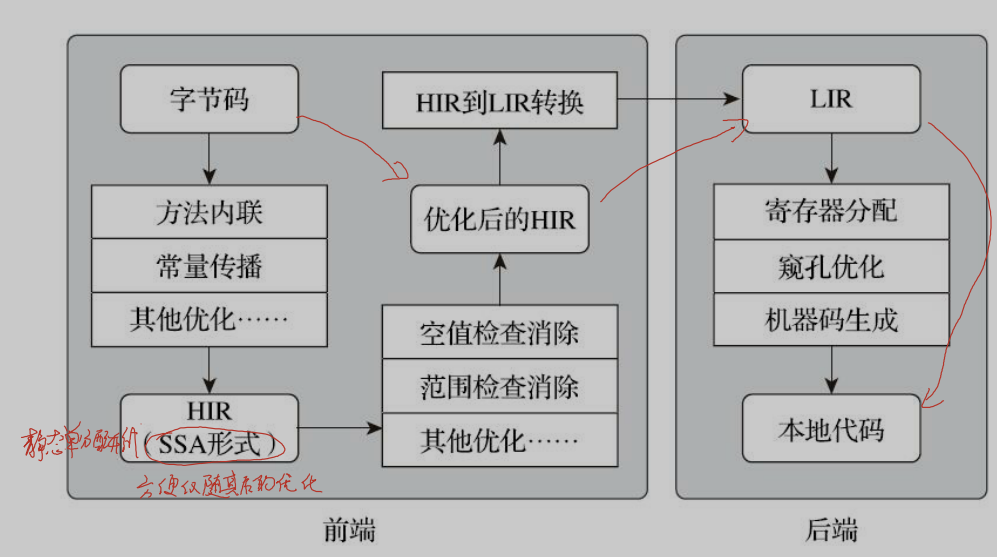 字节码
方法内联
常量传播
其他优化……
HIR
(SSA形式)
静态单分配
方便仅随其后的优化
HIR到LIR转换
优化后的HIR
空值检查消除
范围检查消除
其他优化……
前端
LIR
寄存器分配
窥孔优化
机器码生成
本地代码
后端